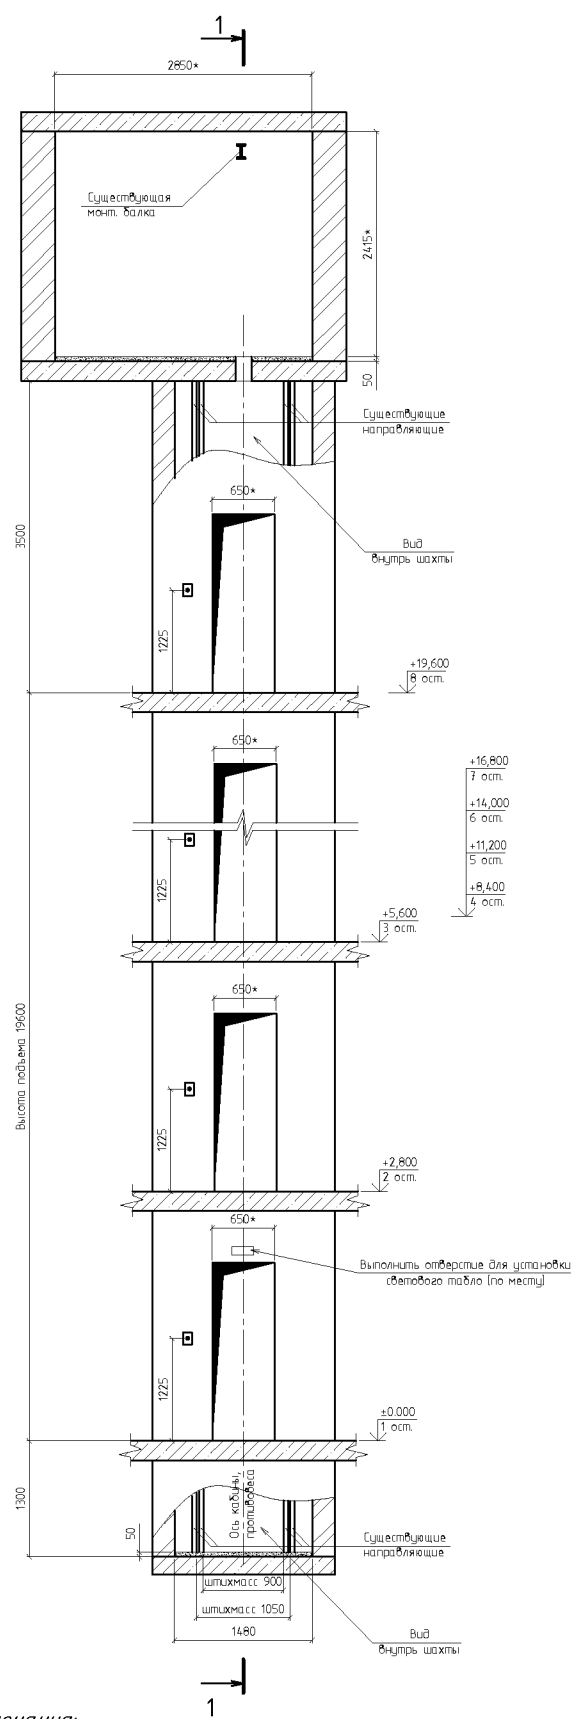 1
2850*
Существующая
монт. балка
2415*
50
Существующие
направляющие
650*
Вид
внутрь шахты
3500
1225
+19,600
8 ост.
650*
+16,800
7 ост.
+14,000
6 ост.
+11,200
5 ост.
+8,400
4 ост.
1225
+5,600
3 ост.
650*
Высота подъема 19600
1225
+2,800
2 ост.
650*
Выполнить отверстие для установки
светового табло (по месту)
1225
±0.000
1 ост.
1300
Ось кабины,
противовеса
50
Существующие
направляющие
штихмасс 900
штихмасс 1050
1480
Вид
внутрь шахты
1